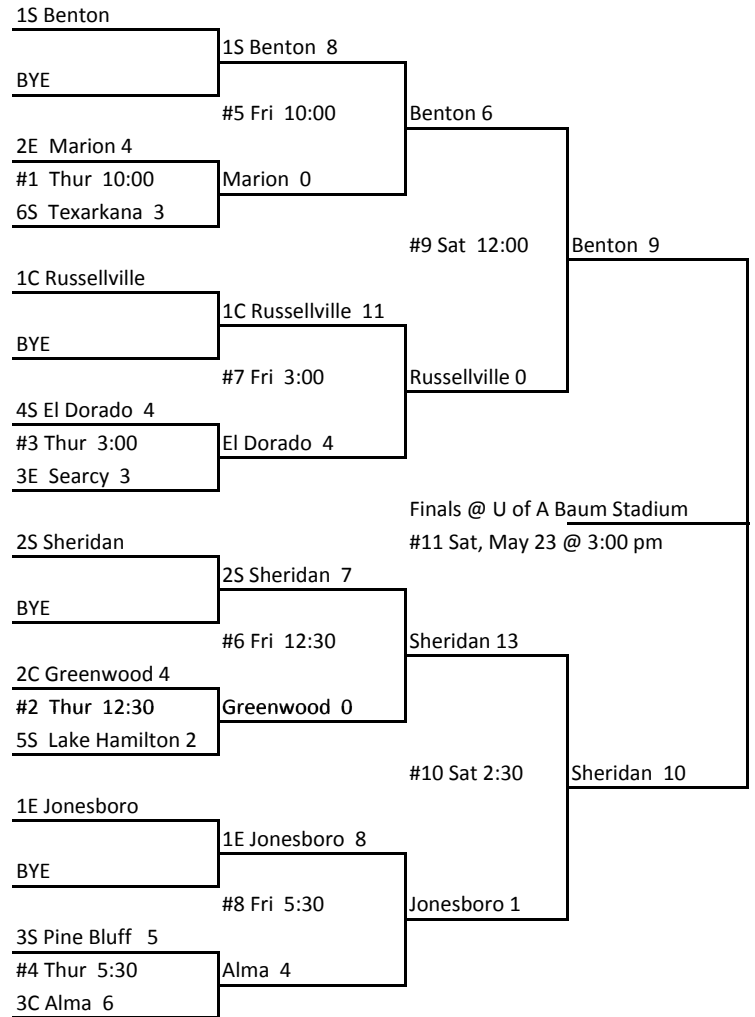 1S Benton
1S Benton 8
BYE
#5 Fri 10:00
Benton 6
2E Marion 4
#1 Thur 10:00
Marion 0
6S Texarkana 3
#9 Sat 12:00
Benton 9
1C Russellville
1C Russellville 11
BYE
#7 Fri 3:00
Russellville 0
4S El Dorado 4
#3 Thur 3:00
El Dorado 4
3E Searcy 3
Finals @ U of A Baum Stadium
#11 Sat, May 23 @ 3:00 pm
2S Sheridan
2S Sheridan 7
BYE
#6 Fri 12:30
Sheridan 13
2C Greenwood 4
#2 Thur 12:30
Greenwood 0
5S Lake Hamilton 2
#10 Sat 2:30
Sheridan 10
1E Jonesboro
1E Jonesboro 8
BYE
#8 Fri 5:30
Jonesboro 1
3S Pine Bluff 5
#4 Thur 5:30
Alma 4
3C Alma 6